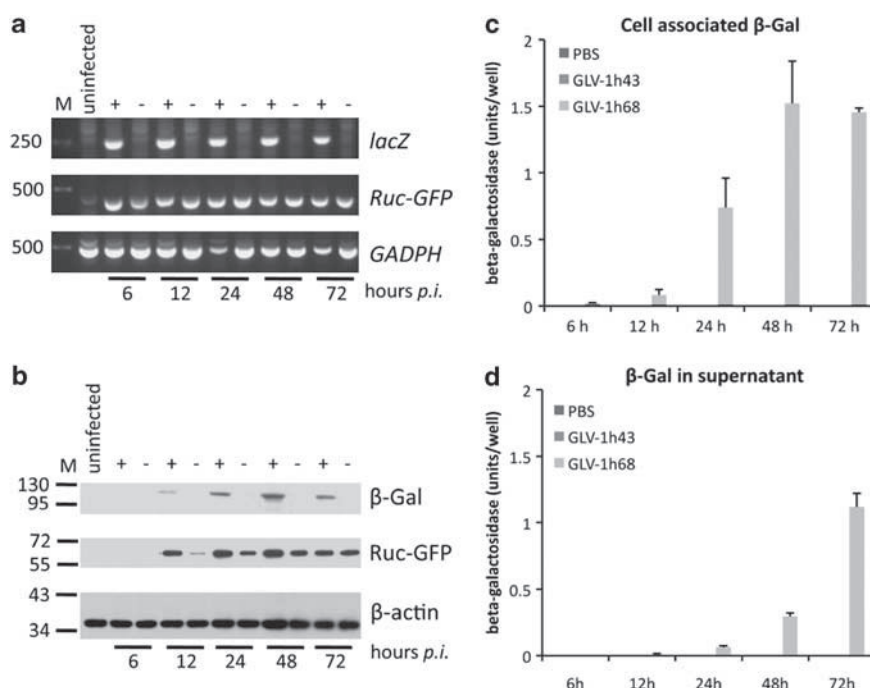 a
M uninfected + - + - + - + - + -
250 lacZ
500 Ruc-GFP
500 GADPH
6 12 24 48 72 hours p.i.
b
M uninfected + - + - + - + - + -
130
95 β-Gal
72
55 Ruc-GFP
43
34 β-actin
6 12 24 48 72 hours p.i.
c
Cell associated β-Gal
beta-galactosidase (units/well)
2
1.5
1
0.5
0
PBS
GLV-1h43
GLV-1h68
6 h 12 h 24 h 48 h 72 h
d
β-Gal in supernatant
beta-galactosidase (units/well)
2
1.5
1
0.5
0
PBS
GLV-1h43
GLV-1h68
6h 12h 24h 48h 72h